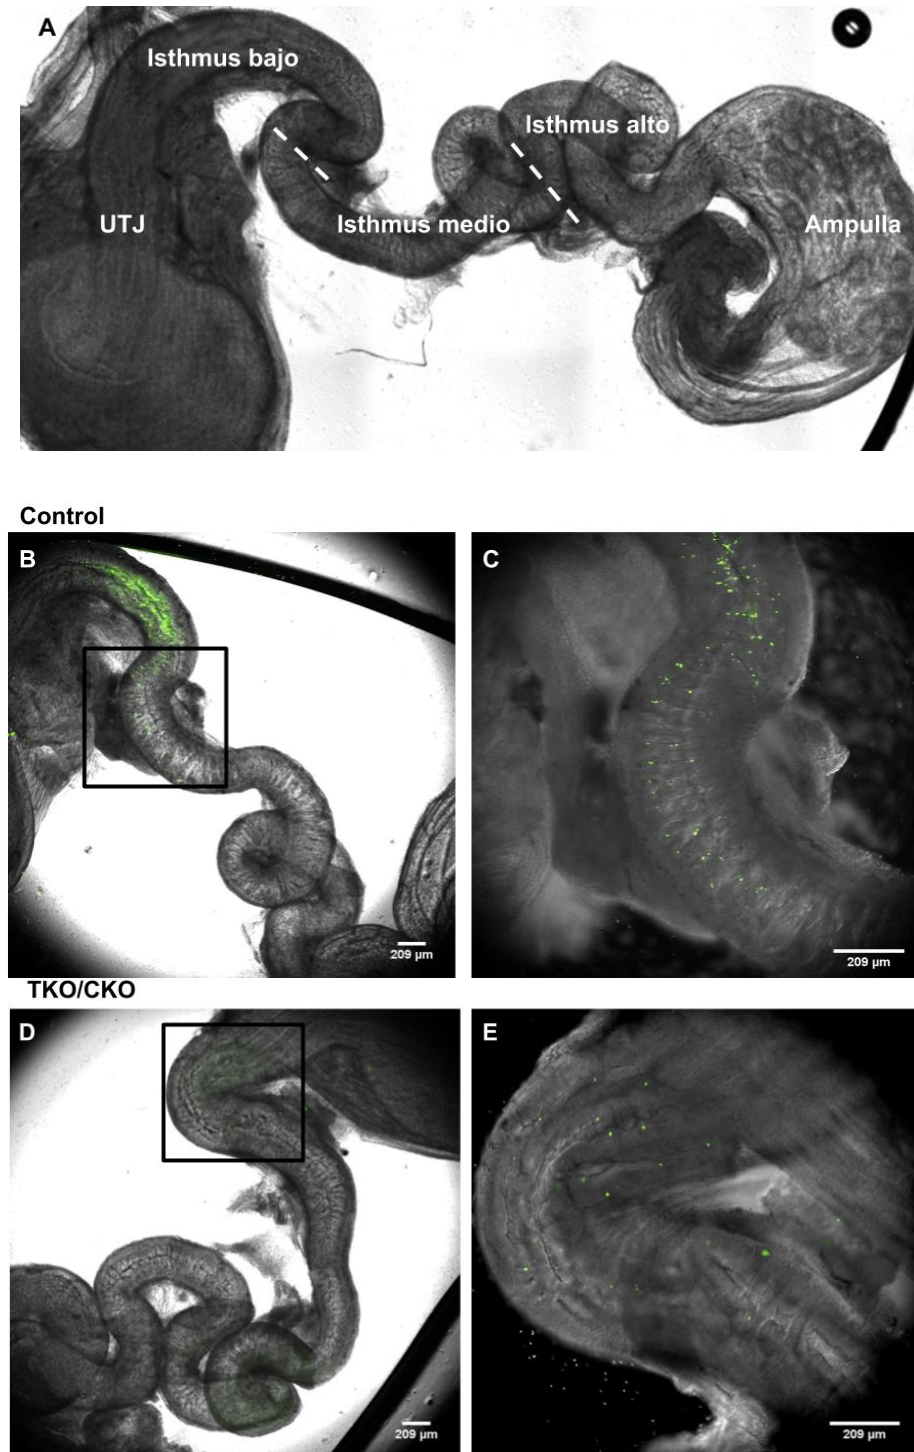 A
Isthmus bajo
Isthmus alto
UTJ
Isthmus medio
Ampulla
Control
B
C
209 µm
209 µm
TKO/CKO
D
E
209 µm
209 µm